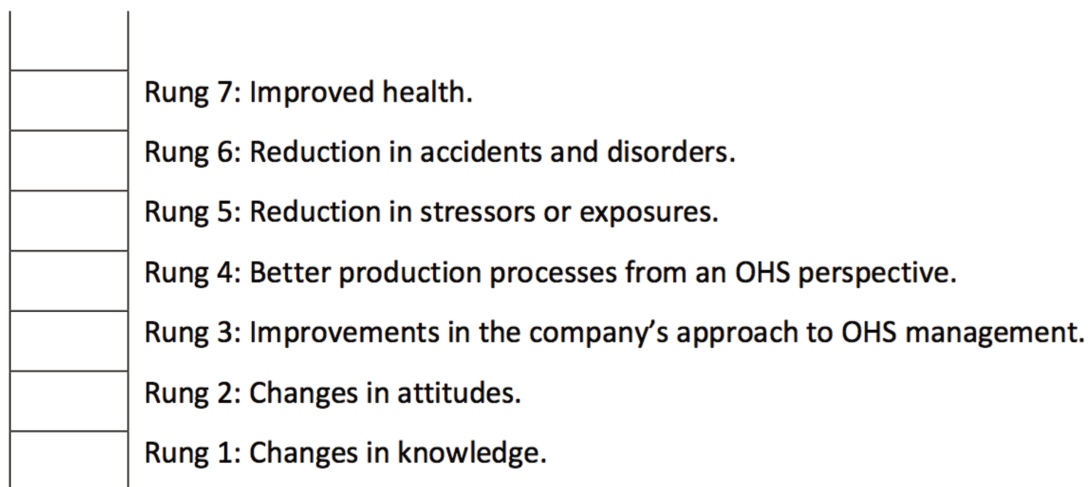 Rung 7: Improved health.
Rung 6: Reduction in accidents and disorders.
Rung 5: Reduction in stressors or exposures.
Rung 4: Better production processes from an OHS perspective.
Rung 3: Improvements in the company’s approach to OHS management.
Rung 2: Changes in attitudes.
Rung 1: Changes in knowledge.